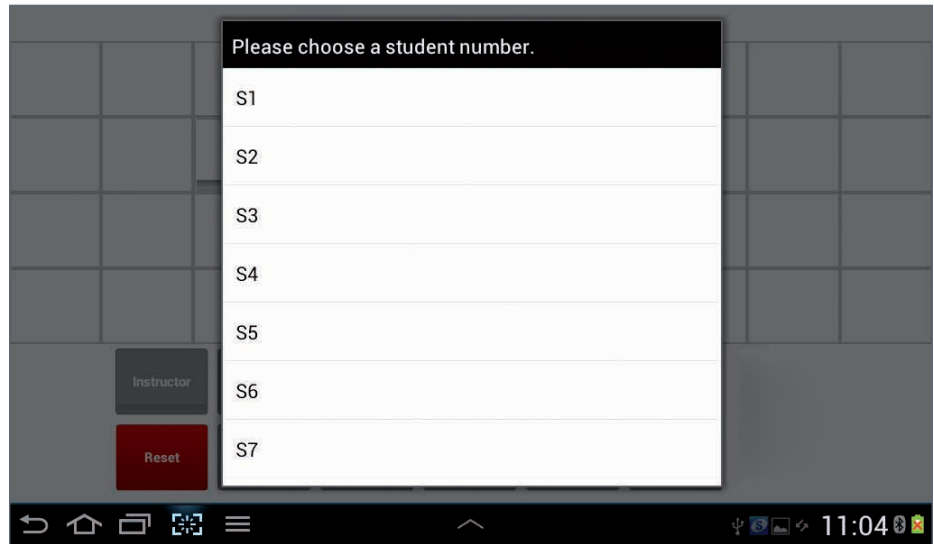 Please choose a student number.
S1
S2
S3
S4
S5
S6
Instructor
S7
Reset
11:04